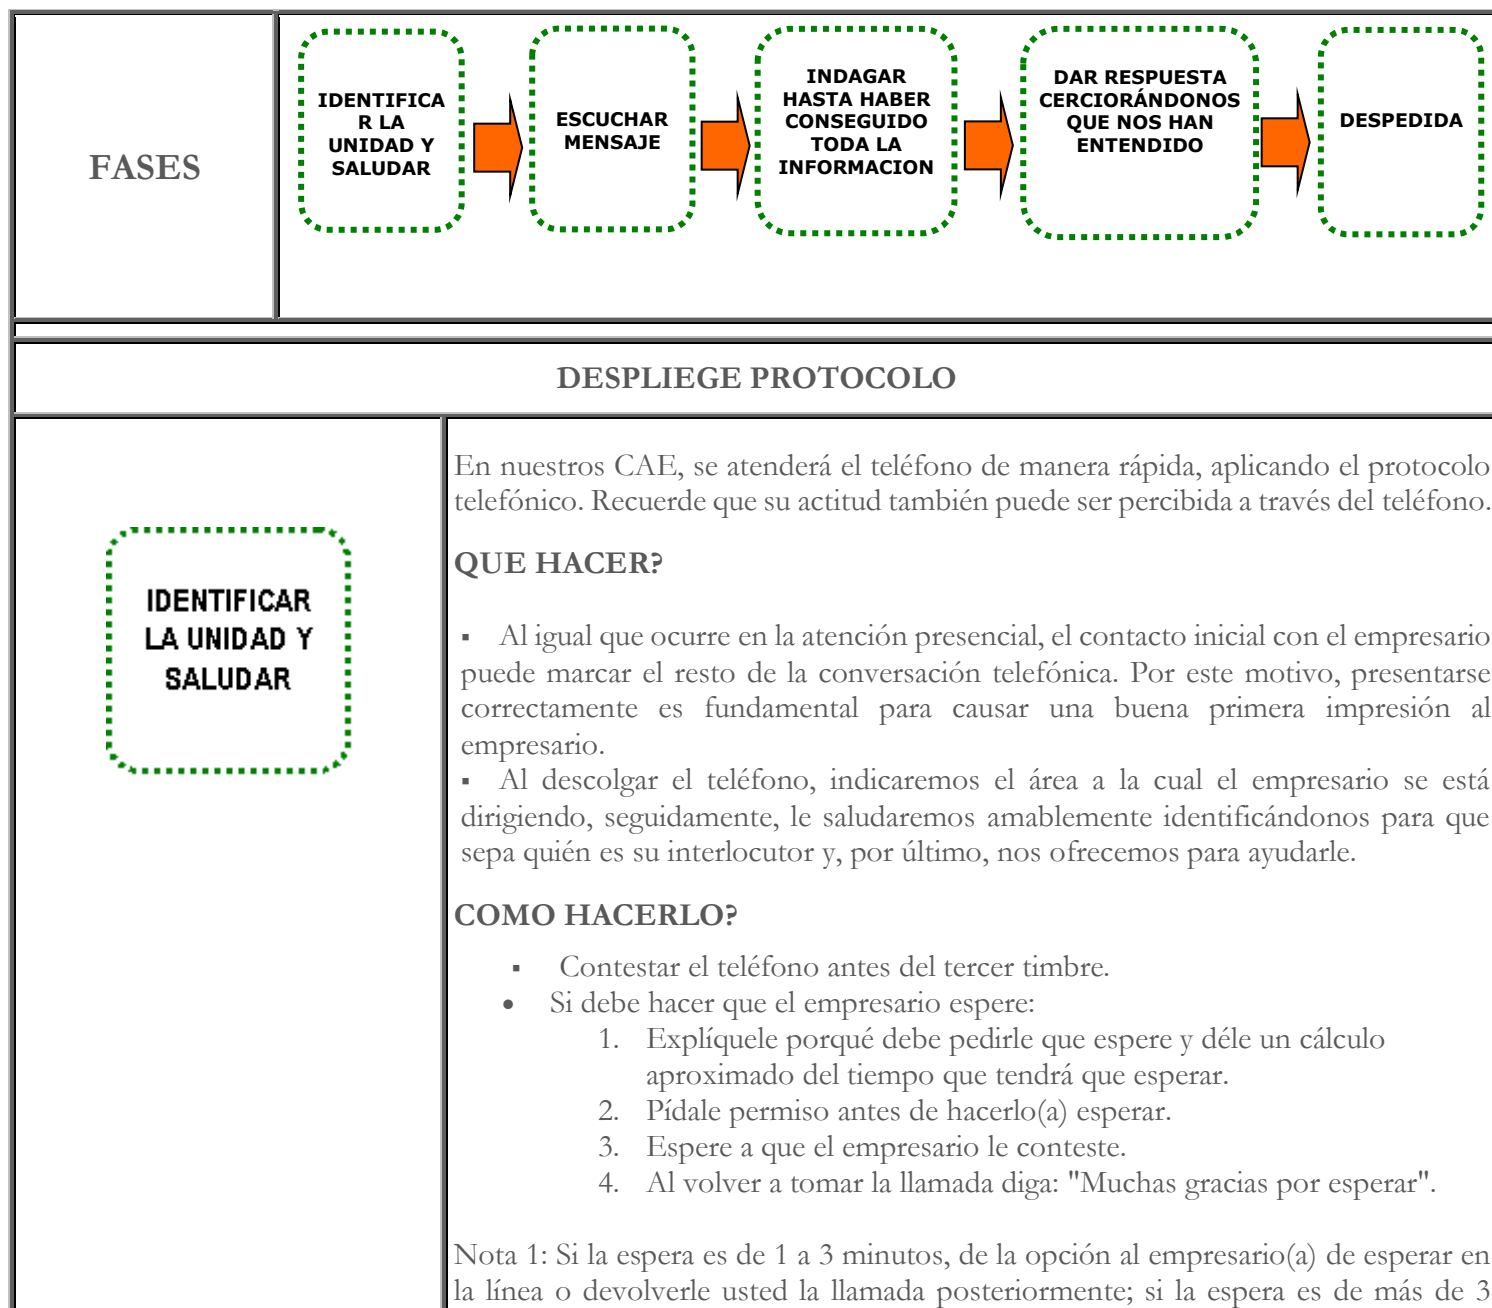 FASES
IDENTIFICA
R LA
UNIDAD Y
SALUDAR
ESCUCHAR
MENSAJE
INDAGAR
HASTA HABER
CONSEGUIDO
TODA LA
INFORMACION
DAR RESPUESTA
CERCIORÁNDONOS
QUE NOS HAN
ENTENDIDO
DESPEDIDA
DESPLIEGE PROTOCOLO
IDENTIFICAR
LA UNIDAD Y
SALUDAR
En nuestros CAE, se atenderá el teléfono de manera rápida, aplicando el protocolo
telefónico. Recuerde que su actitud también puede ser percibida a través del teléfono.
QUE HACER?
▪ Al igual que ocurre en la atención presencial, el contacto inicial con el empresario
puede marcar el resto de la conversación telefónica. Por este motivo, presentarse
correctamente es fundamental para causar una buena primera impresión al
empresario.
▪ Al descolgar el teléfono, indicaremos el área a la cual el empresario se está
dirigiendo, seguidamente, le saludaremos amablemente identificándonos para que
sepa quién es su interlocutor y, por último, nos ofrecemos para ayudarle.
COMO HACERLO?
▪ Contestar el teléfono antes del tercer timbre.
• Si debe hacer que el empresario espere:
1. Explíquele porqué debe pedirle que espere y déle un cálculo
aproximado del tiempo que tendrá que esperar.
2. Pídale permiso antes de hacerlo(a) esperar.
3. Espere a que el empresario le conteste.
4. Al volver a tomar la llamada diga: "Muchas gracias por esperar".
Nota 1: Si la espera es de 1 a 3 minutos, de la opción al empresario(a) de esperar en
la línea o devolverle usted la llamada posteriormente; si la espera es de más de 3